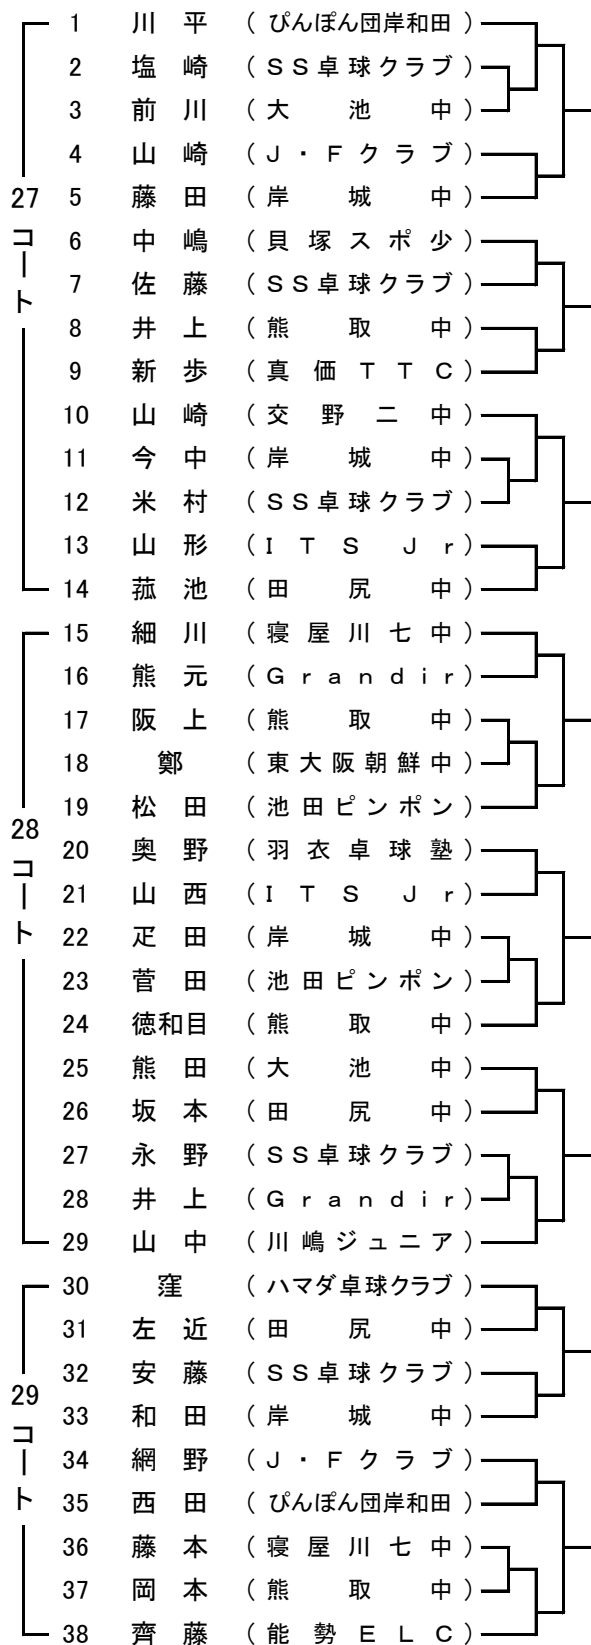 27コート
1 川平 (ぴんぽん団岸和田)
2 塩崎 (SS卓球クラブ)
3 前川 (大池中)
4 山崎 (J・Fクラブ)
5 藤田 (岸城中)
6 中嶋 (貝塚スポ少)
7 佐藤 (SS卓球クラブ)
8 井上 (熊取中)
9 新歩 (真価TTC)
10 山崎 (交野二中)
11 今中 (岸城中)
12 米村 (SS卓球クラブ)
13 山形 (ITS Jr)
14 菰池 (田尻中)
28コート
15 細川 (寝屋川七中)
16 熊元 (Grandir)
17 阪上 (熊取中)
18 鄭 (東大阪朝鮮中)
19 松田 (池田ピンポン)
20 奥野 (羽衣卓球塾)
21 山西 (ITS Jr)
22 疋田 (岸城中)
23 菅田 (池田ピンポン)
24 徳和目 (熊取中)
25 熊田 (大池中)
26 坂本 (田尻中)
27 永野 (SS卓球クラブ)
28 井上 (Grandir)
29 山中 (川嶋ジュニア)
29コート
30 窪 (ハマダ卓球クラブ)
31 左近 (田尻中)
32 安藤 (SS卓球クラブ)
33 和田 (岸城中)
34 網野 (J・Fクラブ)
35 西田 (ぴんぽん団岸和田)
36 藤本 (寝屋川七中)
37 岡本 (熊取中)
38 齊藤 (能勢ELC)